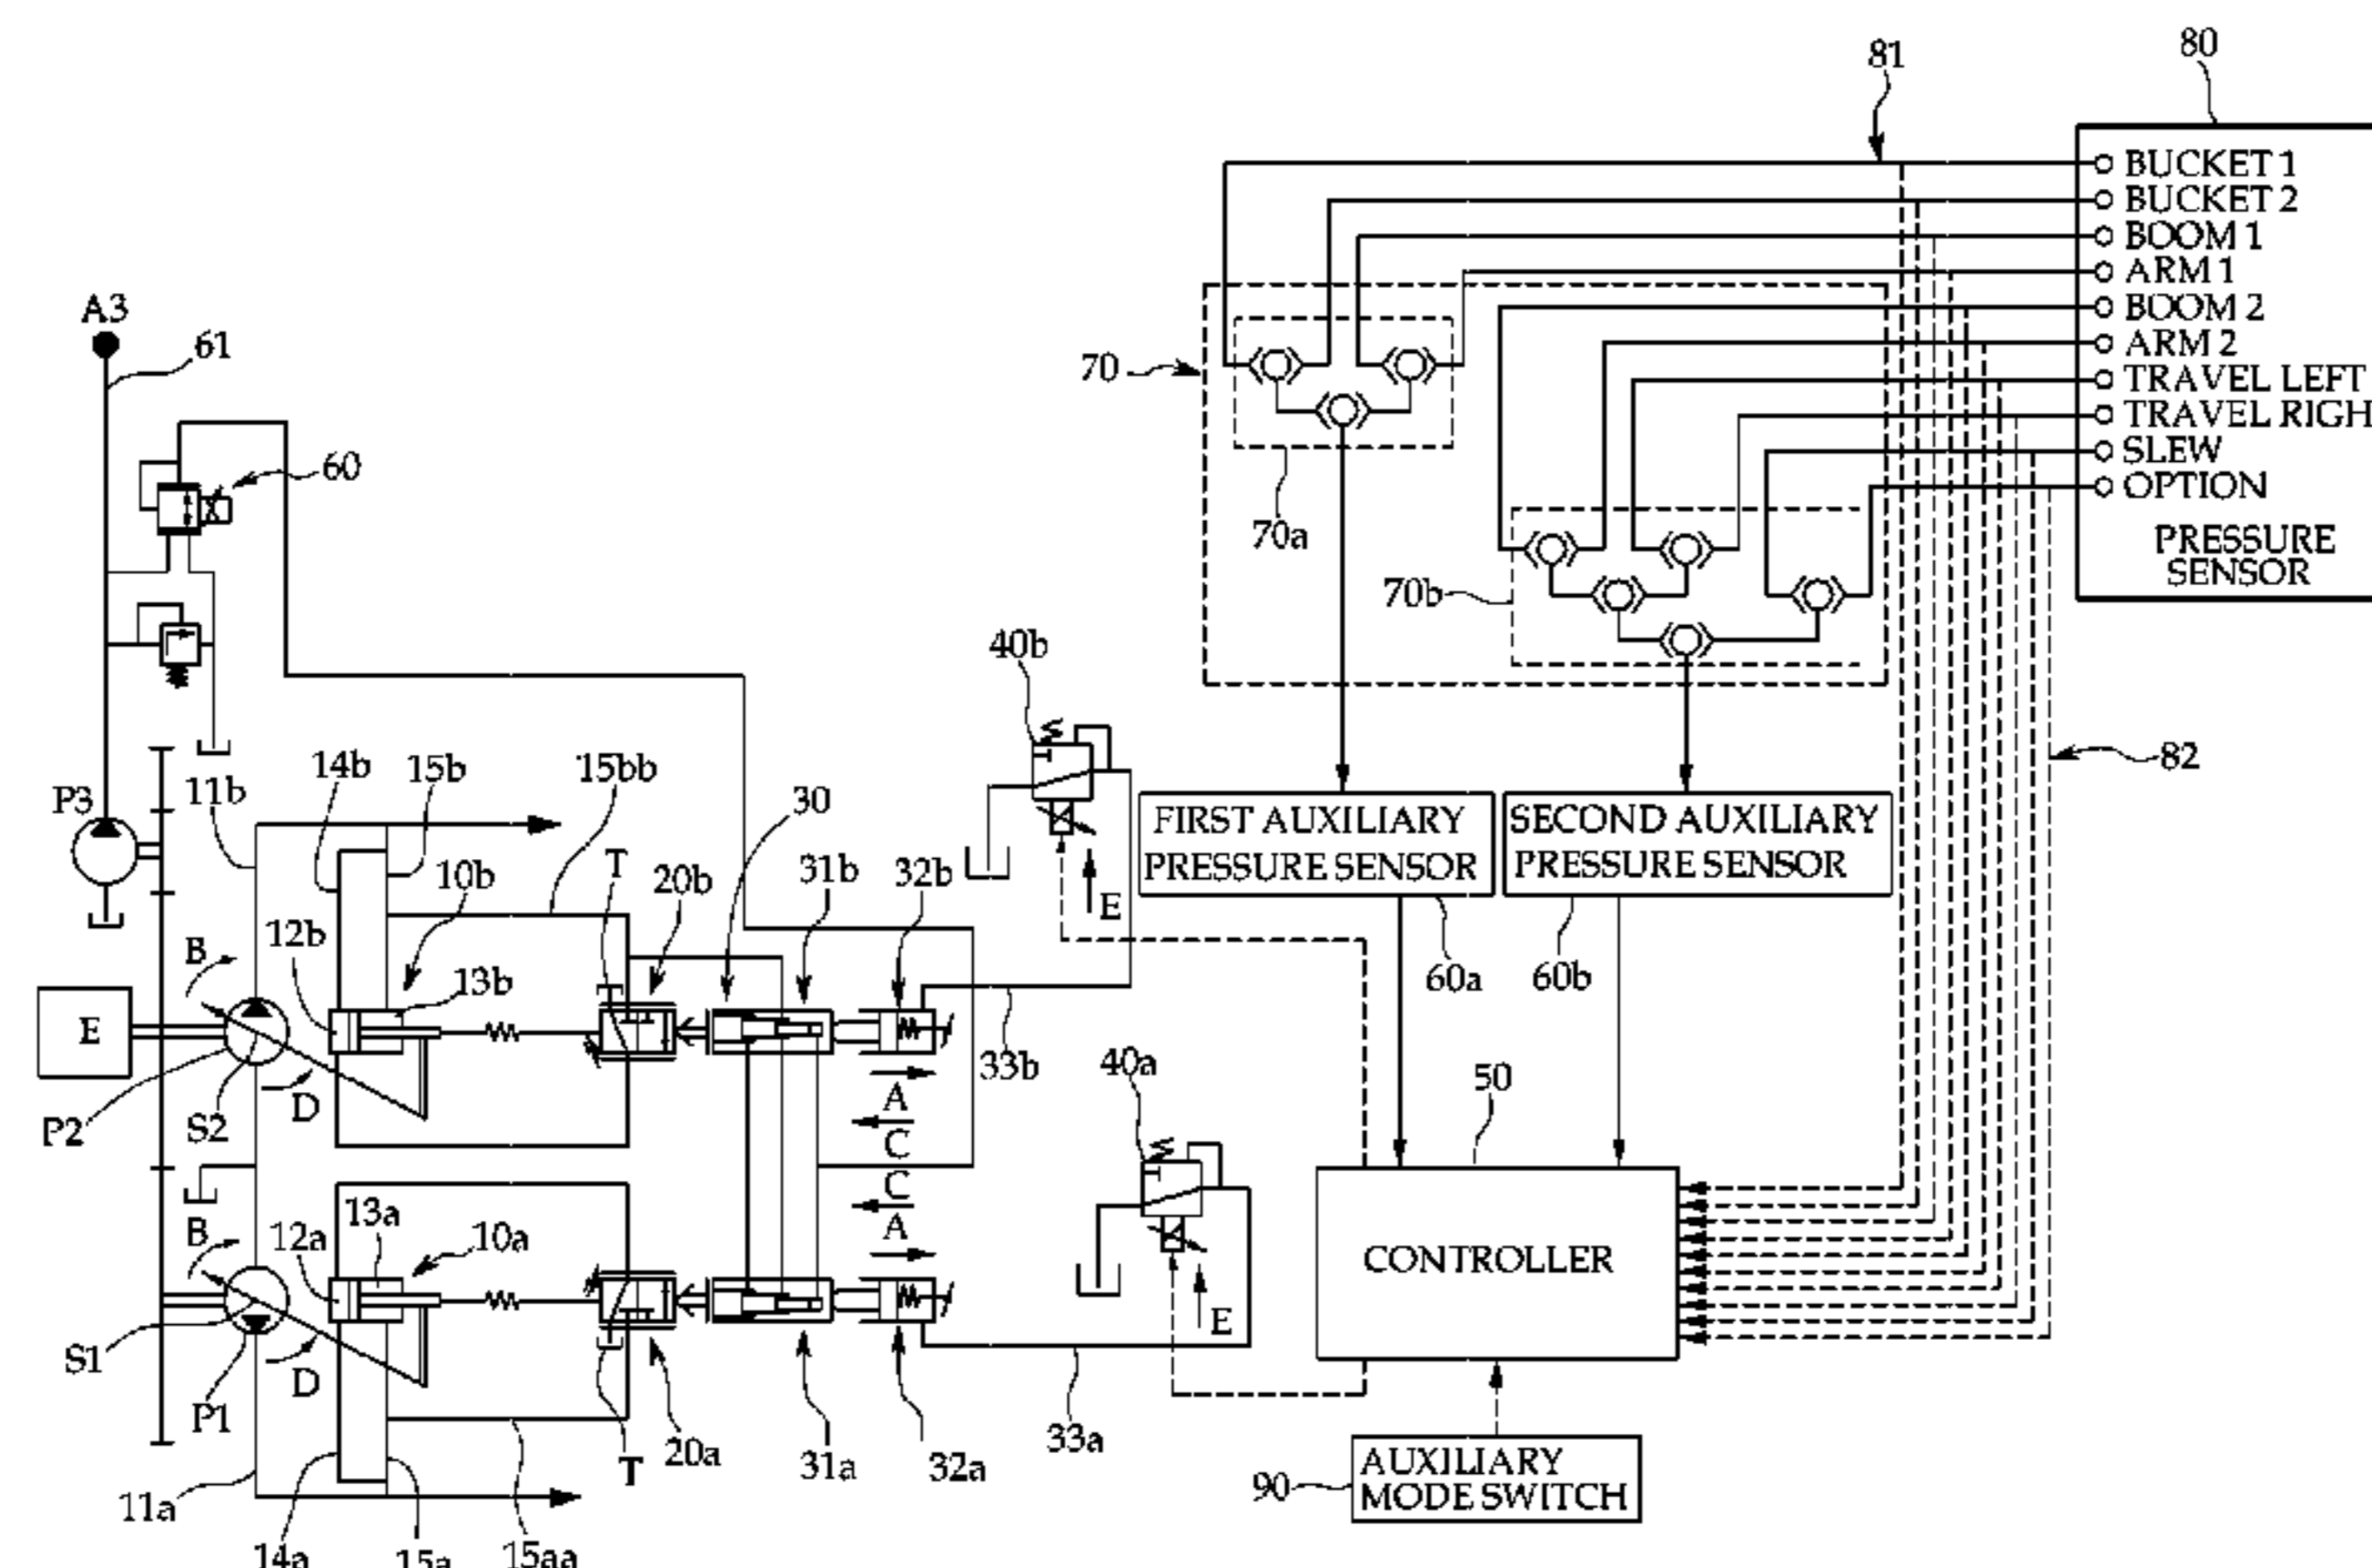 80
81
BUCKET 1
BUCKET 2
BOOM 1
ARM 1
BOOM 2
ARM 2
TRAVEL LEFT
TRAVEL RIGH
SLEW
OPTION
PRESSURE
SENSOR
A3
61
60
70
70a
70b
40b
82
14b
15b
15bb
P3
11b
30
FIRST AUXILIARY
PRESSURE SENSOR
SECOND AUXILIARY
PRESSURE SENSOR
T
20b
31b
32b
10b
E
12b
B
13b
60a
60b
E
33b
40a
50
D
A
P2
S2
C
C
13a
B
12a
10a
A
CONTROLLER
E
S1
D
P1
33a
20a
31a
32a
T
AUXILIARY
MODE SWITCH
90
11a
14a
15a
15aa